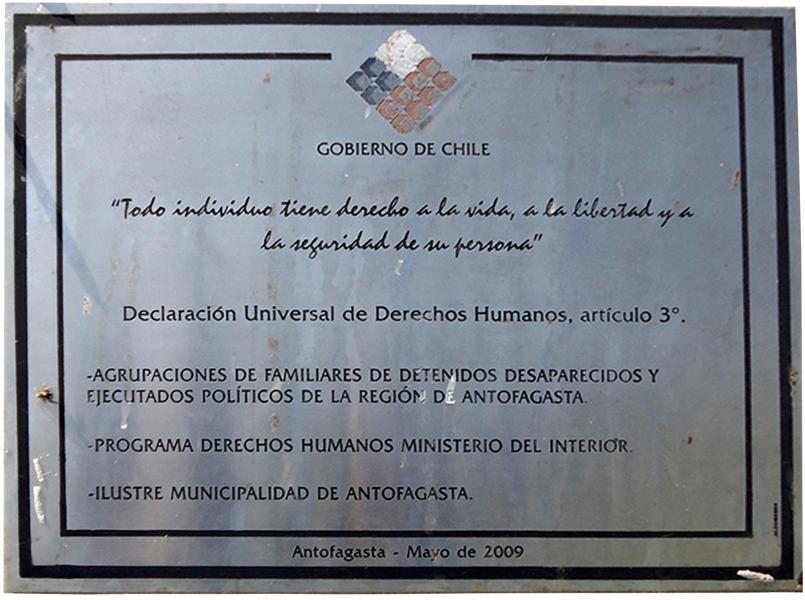 GOBIERNO DE CHILE
"Todo individuo tiene derecho a la vida, a la libertad y a
la seguridad de su persona"
Declaración Universal de Derechos Humanos, artículo 3°.
-AGRUPACIONES DE FAMILIARES DE DETENIDOS DESAPARECIDOS Y
EJECUTADOS POLÍTICOS DE LA REGIÓN DE ANTOFAGASTA.
-PROGRAMA DERECHOS HUMANOS MINISTERIO DEL INTERIOR.
-ILUSTRE MUNICIPALIDAD DE ANTOFAGASTA.
Antofagasta - Mayo de 2009